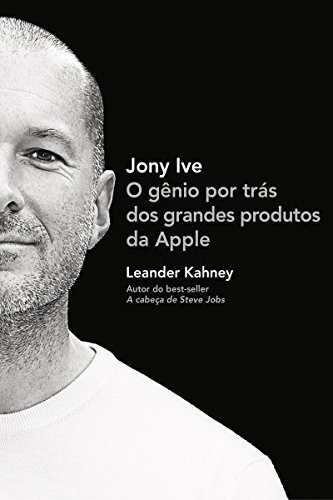 Jony Ive
O gênio por trás
dos grandes produtos
da Apple
Leander Kahney
Autor do best-seller
A cabeça de Steve Jobs